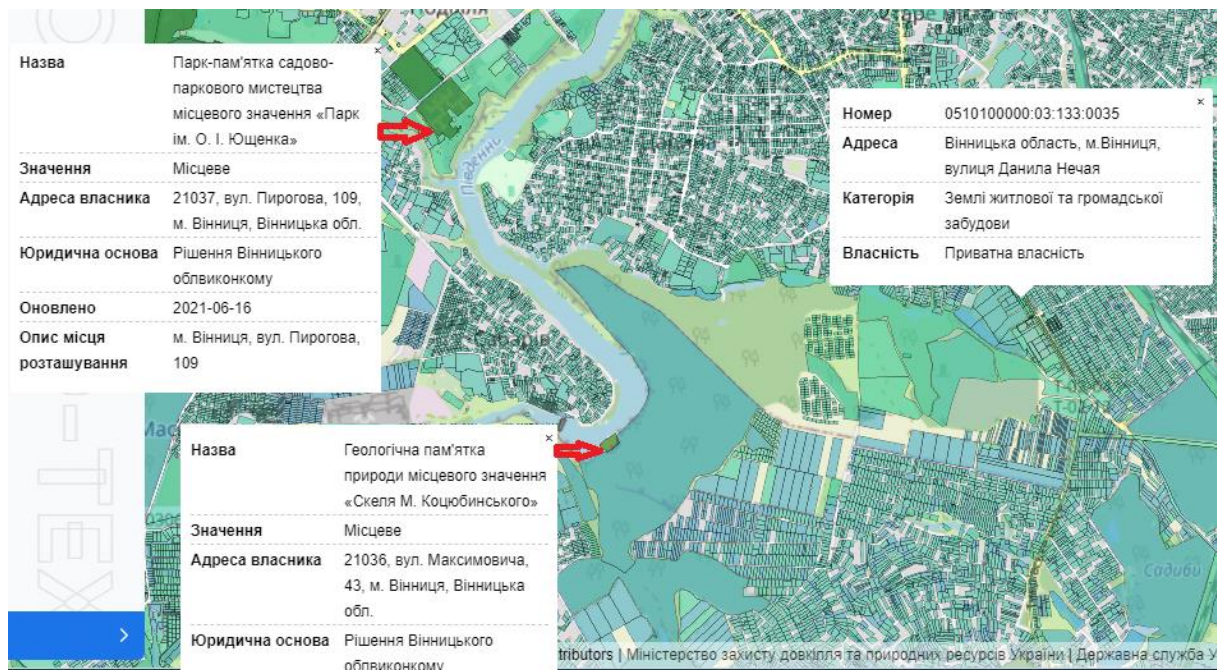 Назва Парк-пам'ятка садово-
паркового мистецтва
місцевого значення «Парк
ім. О. І. Ющенка»
Значення Місцеве
Адреса власника 21037, вул. Пирогова, 109,
м. Вінниця, Вінницька обл.
Юридична основа Рішення Вінницького
облвиконкому
Оновлено 2021-06-16
Опис місця м. Вінниця, вул. Пирогова,
розташування 109
Номер 0510100000:03:133:0035
Адреса Вінницька область, м.Вінниця,
вулиця Данила Нечая
Категорія Землі житлової та громадської
забудови
Власність Приватна власність
Південни
Сабарів
Назва Геологічна пам'ятка
природи місцевого значення
«Скеля М. Коцюбинського»
Значення Місцеве
Адреса власника 21036, вул. Максимовича,
43, м. Вінниця, Вінницька
обл.
Юридична основа Рішення Вінницького
облвиконкому
Садиби
tributors | Міністерство захисту довкілля та природних ресурсів України | Державна служба У